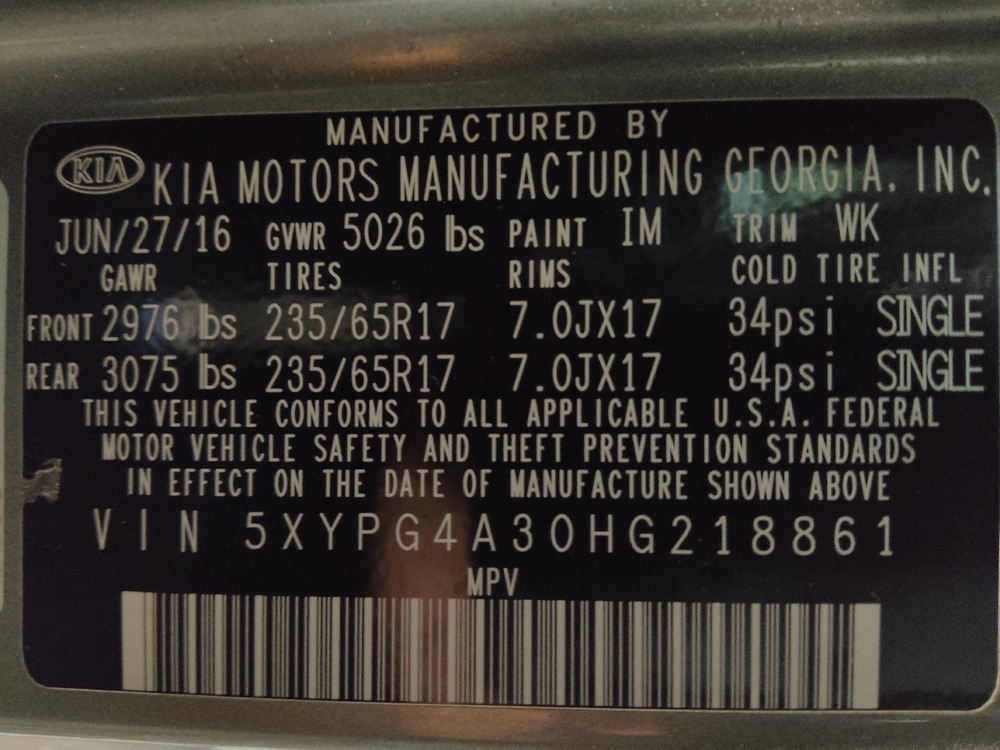 MANUFACTURED BY
KIA KIA MOTORS MANUFACTURING GEORGIA, INC.
JUN/27/16 GVWR 5026 lbs PAINT IM TRIM WK
GAWR TIRES RIMS COLD TIRE INFL
FRONT 2976 lbs 235/65R17 7.0JX17 34psi SINGLE
REAR 3075 lbs 235/65R17 7.0JX17 34psi SINGLE
THIS VEHICLE CONFORMS TO ALL APPLICABLE U.S.A. FEDERAL
MOTOR VEHICLE SAFETY AND THEFT PREVENTION STANDARDS
IN EFFECT ON THE DATE OF MANUFACTURE SHOWN ABOVE
VIN 5XYPG4A30HG218861
MPV